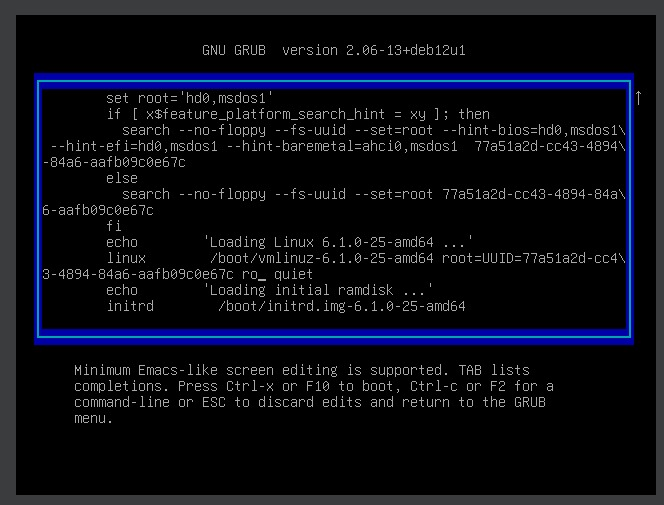 GNU GRUB  version 2.06-13+deb12u1
set root='hd0,msdos1'
if [ x$feature_platform_search_hint = xy ]; then
search --no-floppy --fs-uuid --set=root --hint-bios=hd0,msdos1\
--hint-efi=hd0,msdos1 --hint-baremetal=ahci0,msdos1  77a51a2d-cc43-4894\
-84a6-aafb09c0e67c
else
search --no-floppy --fs-uuid --set=root 77a51a2d-cc43-4894-84a\
6-aafb09c0e67c
fi
echo        'Loading Linux 6.1.0-25-amd64 ...'
linux        /boot/vmlinuz-6.1.0-25-amd64 root=UUID=77a51a2d-cc4\
3-4894-84a6-aafb09c0e67c ro_ quiet
echo        'Loading initial ramdisk ...'
initrd        /boot/initrd.img-6.1.0-25-amd64
Minimum Emacs-like screen editing is supported. TAB lists
completions. Press Ctrl-x or F10 to boot, Ctrl-c or F2 for a
command-line or ESC to discard edits and return to the GRUB
menu.